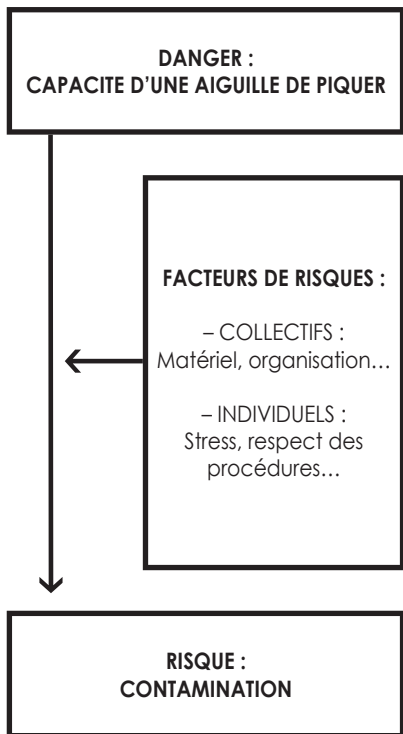 DANGER :
CAPACITE D’UNE AIGUILLE DE PIQUER
FACTEURS DE RISQUES :
– COLLECTIFS :
Matériel, organisation…
– INDIVIDUELS :
Stress, respect des
procédures…
RISQUE :
CONTAMINATION